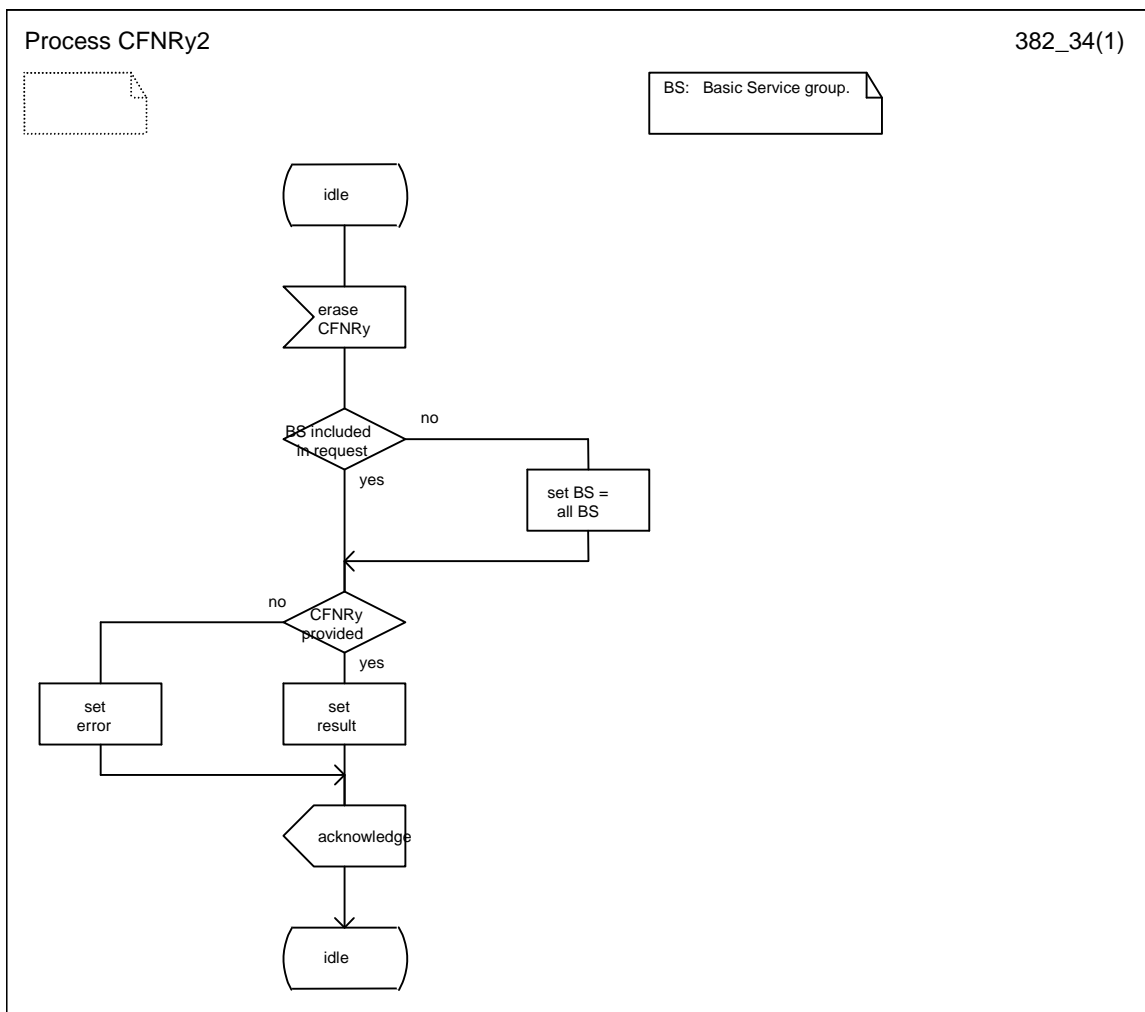 Process CFNRy2
382_34(1)
BS: Basic Service group.
idle
erase
CFNRy
BS included
in request
no
yes
set BS =
all BS
no
CFNRy
provided
yes
set
error
set
result
acknowledge
idle